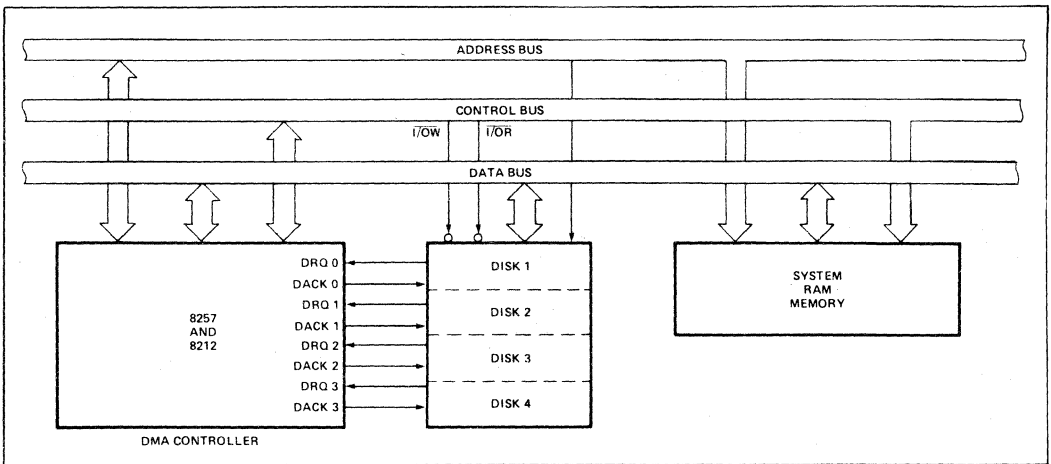 ADDRESS BUS
CONTROL BUS
I/OW
I/OR
DATA BUS
DRQ 0
DACK 0
DRQ 1
DACK 1
DRQ 2
DACK 2
DRQ 3
DACK 3
8257
AND
8212
DMA CONTROLLER
DISK 1
DISK 2
DISK 3
DISK 4
SYSTEM
RAM
MEMORY